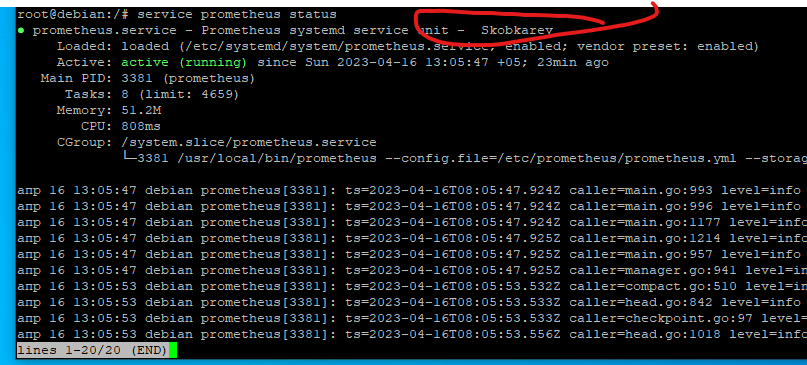 root@debian:/# service prometheus status
● prometheus.service - Prometheus systemd service unit - Skobkarev
Loaded: loaded (/etc/systemd/system/prometheus.service; enabled; vendor preset: enabled)
Active: active (running) since Sun 2023-04-16 13:05:47 +05; 23min ago
Main PID: 3381 (prometheus)
Tasks: 8 (limit: 4659)
Memory: 51.2M
CPU: 808ms
CGroup: /system.slice/prometheus.service
└─3381 /usr/local/bin/prometheus --config.file=/etc/prometheus/prometheus.yml --storag
апр 16 13:05:47 debian prometheus[3381]: ts=2023-04-16T08:05:47.924Z caller=main.go:993 level=info
апр 16 13:05:47 debian prometheus[3381]: ts=2023-04-16T08:05:47.924Z caller=main.go:996 level=info
апр 16 13:05:47 debian prometheus[3381]: ts=2023-04-16T08:05:47.925Z caller=main.go:1177 level=info
апр 16 13:05:47 debian prometheus[3381]: ts=2023-04-16T08:05:47.925Z caller=main.go:1214 level=info
апр 16 13:05:47 debian prometheus[3381]: ts=2023-04-16T08:05:47.925Z caller=main.go:957 level=info
апр 16 13:05:47 debian prometheus[3381]: ts=2023-04-16T08:05:47.925Z caller=manager.go:941 level=in
апр 16 13:05:53 debian prometheus[3381]: ts=2023-04-16T08:05:53.532Z caller=compact.go:510 level=in
апр 16 13:05:53 debian prometheus[3381]: ts=2023-04-16T08:05:53.533Z caller=head.go:842 level=info
апр 16 13:05:53 debian prometheus[3381]: ts=2023-04-16T08:05:53.533Z caller=checkpoint.go:97 level=
апр 16 13:05:53 debian prometheus[3381]: ts=2023-04-16T08:05:53.556Z caller=head.go:1018 level=info
lines 1-20/20 (END)